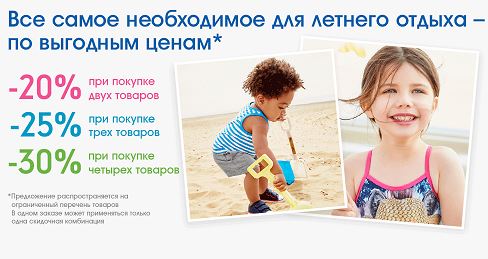 Все самое необходимое для летнего отдыха –
по выгодным ценам*
-20% при покупке
двух товаров
-25% при покупке
трех товаров
-30% при покупке
четырех товаров
*Предложение распространяется на
ограниченный перечень товаров
В одном заказе может применяться только
одна скидочная комбинация